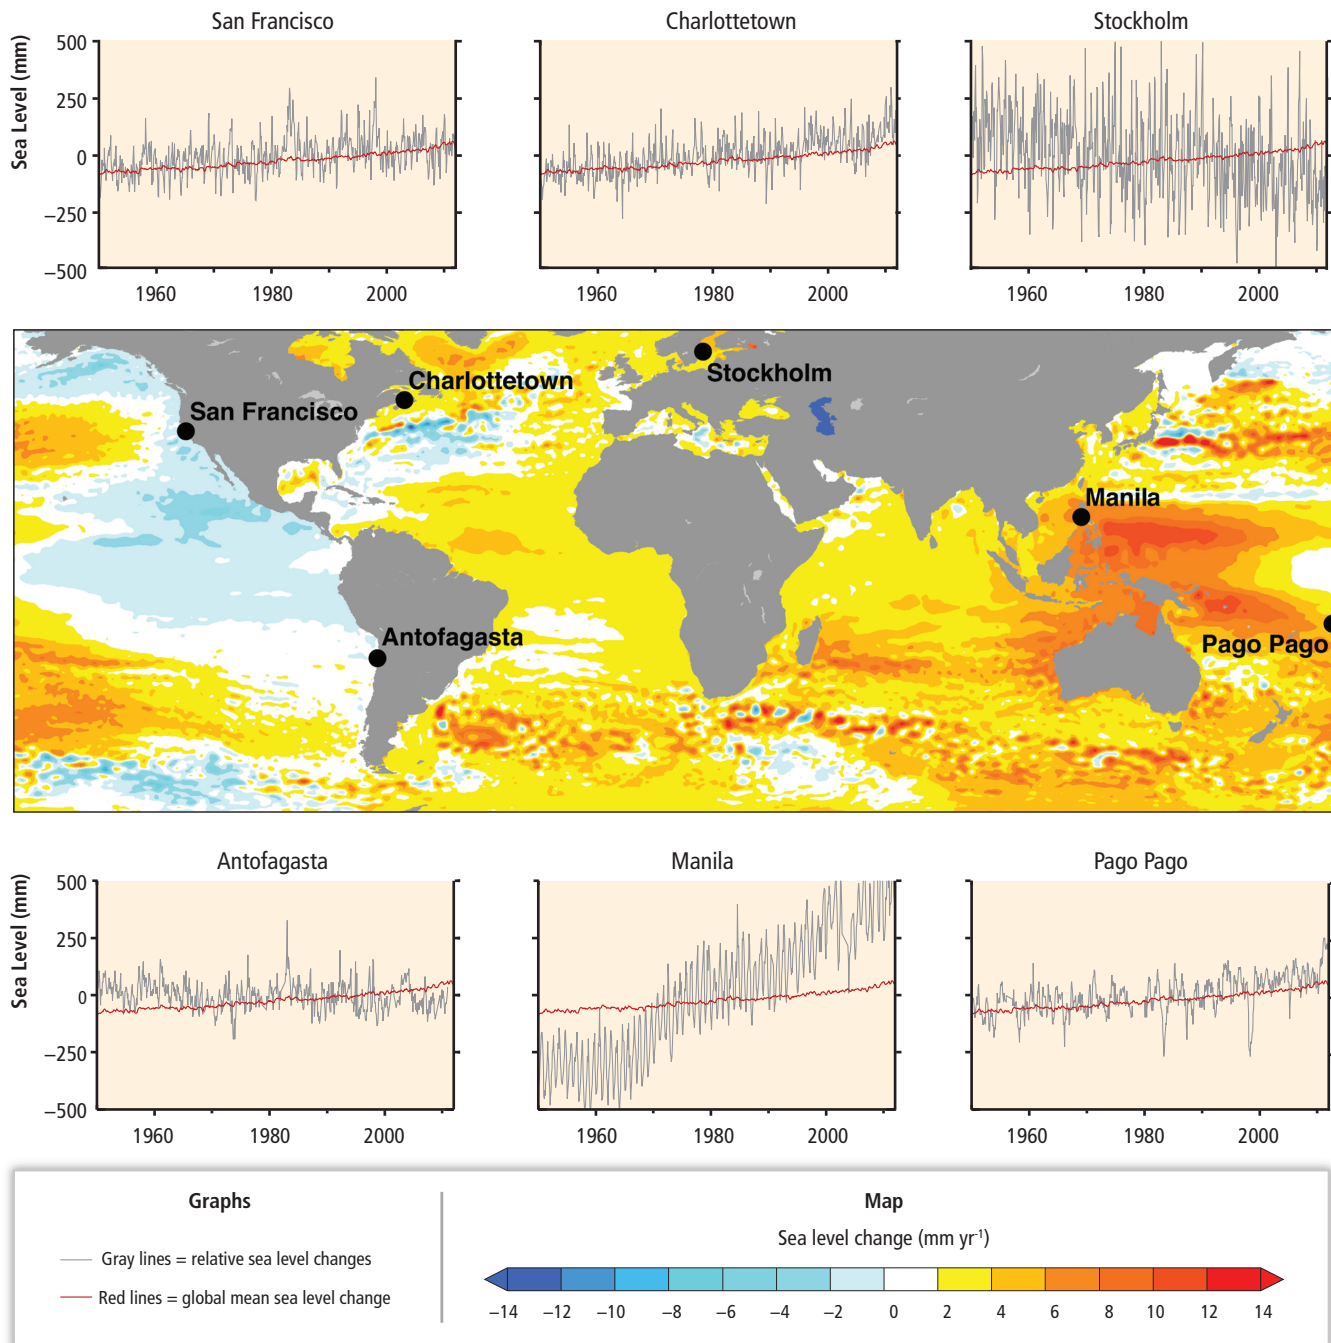 San Francisco
Charlottetown
Stockholm
Sea Level (mm)
500
250
0
−250
−500
1960 1980 2000
1960 1980 2000
1960 1980 2000
Stockholm
Charlottetown
San Francisco
Manila
Antofagasta
Pago Pago
Antofagasta
Manila
Pago Pago
Sea Level (mm)
500
250
0
−250
−500
1960 1980 2000
1960 1980 2000
1960 1980 2000
Graphs
Gray lines = relative sea level changes
Red lines = global mean sea level change
Map
Sea level change (mm yr-1)
−14 −12 −10 −8 −6 −4 −2 0 2 4 6 8 10 12 14